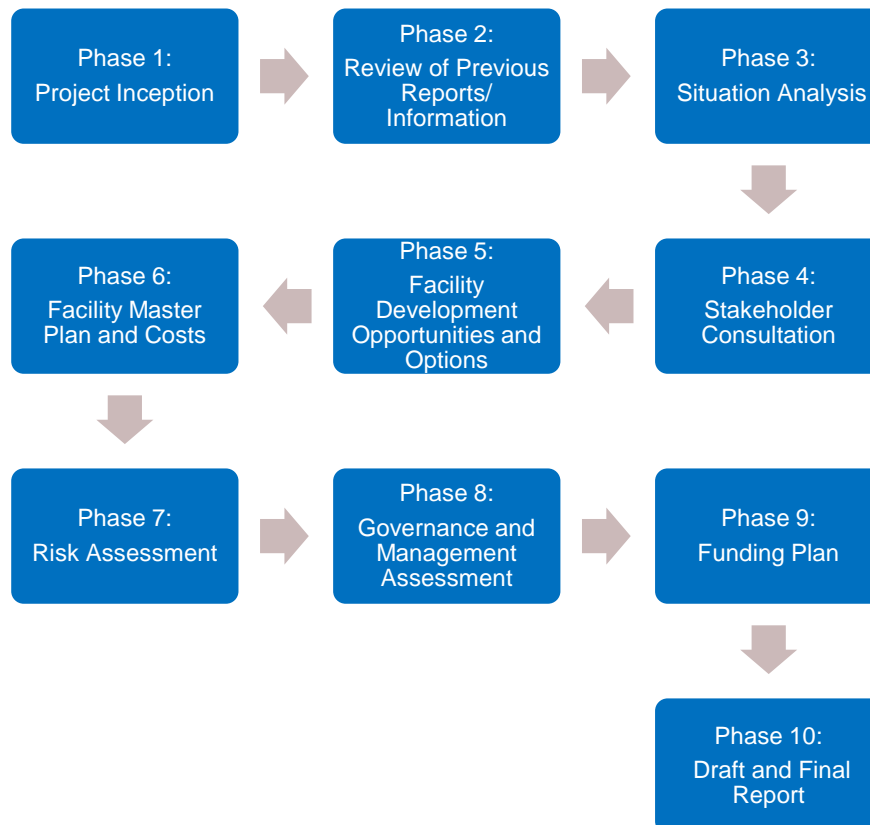 Phase 1:
Project Inception
Phase 2:
Review of Previous
Reports/
Information
Phase 3:
Situation Analysis
Phase 4:
Stakeholder
Consultation
Phase 5:
Facility
Development
Opportunities and
Options
Phase 6:
Facility Master
Plan and Costs
Phase 7:
Risk Assessment
Phase 8:
Governance and
Management
Assessment
Phase 9:
Funding Plan
Phase 10:
Draft and Final
Report